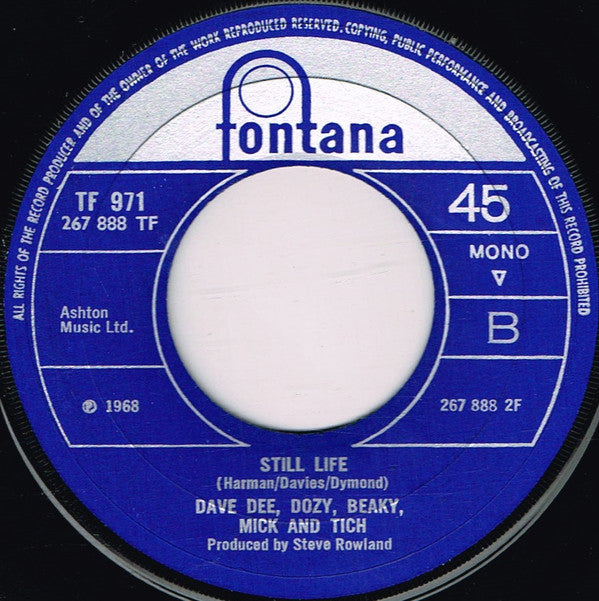 ALL RIGHTS OF THE RECORD PRODUCER AND OF THE OWNER OF THE WORK REPRODUCED RESERVED. COPYING, PUBLIC PERFORMANCE AND BROADCASTING OF THIS RECORD PROHIBITED
fontana
TF 971
267 888 TF
45
MONO
Ashton
Music Ltd.
B
℗ 1968
267 888 2F
STILL LIFE
(Harman/Davies/Dymond)
DAVE DEE, DOZY, BEAKY,
MICK AND TICH
Produced by Steve Rowland